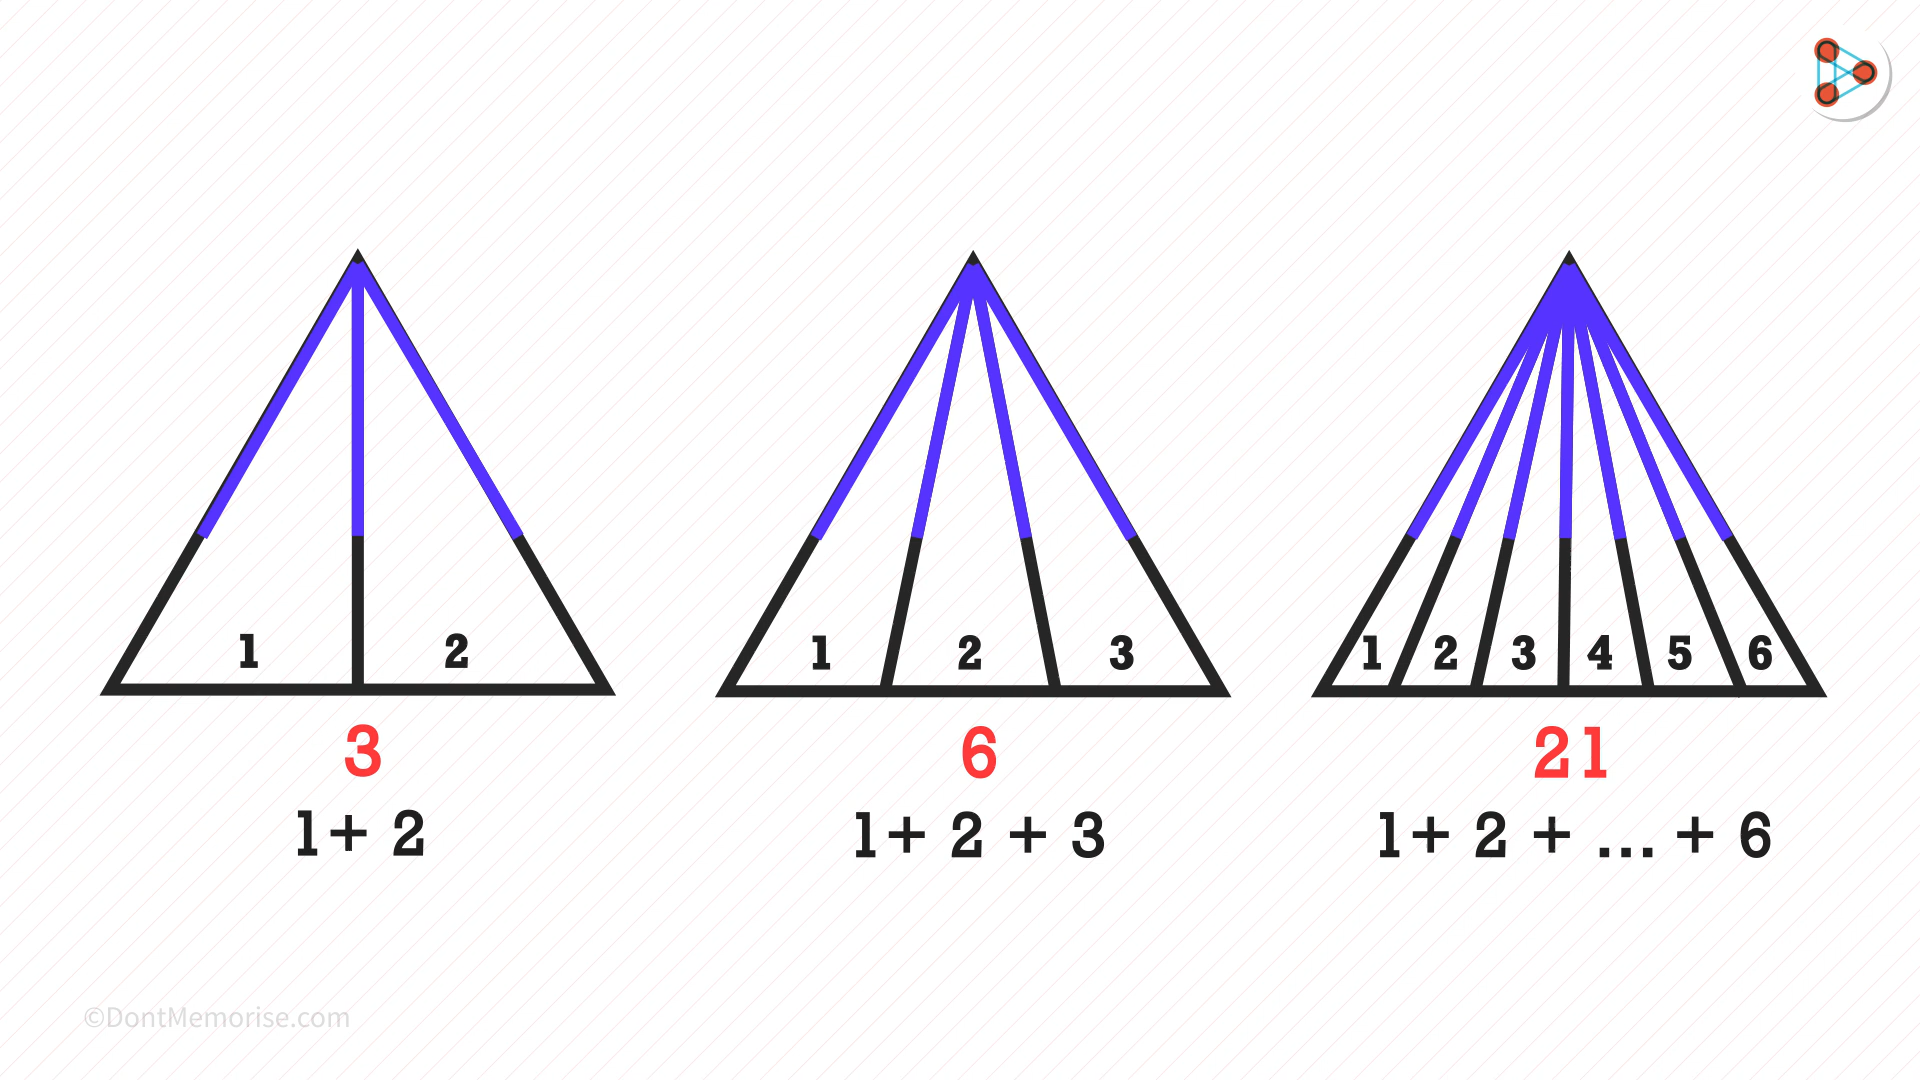 1 2
1 2 3
1 2 3 4 5 6
3
6
21
1+ 2
1+ 2 + 3
1+ 2 + ... + 6
©DontMemorise.com